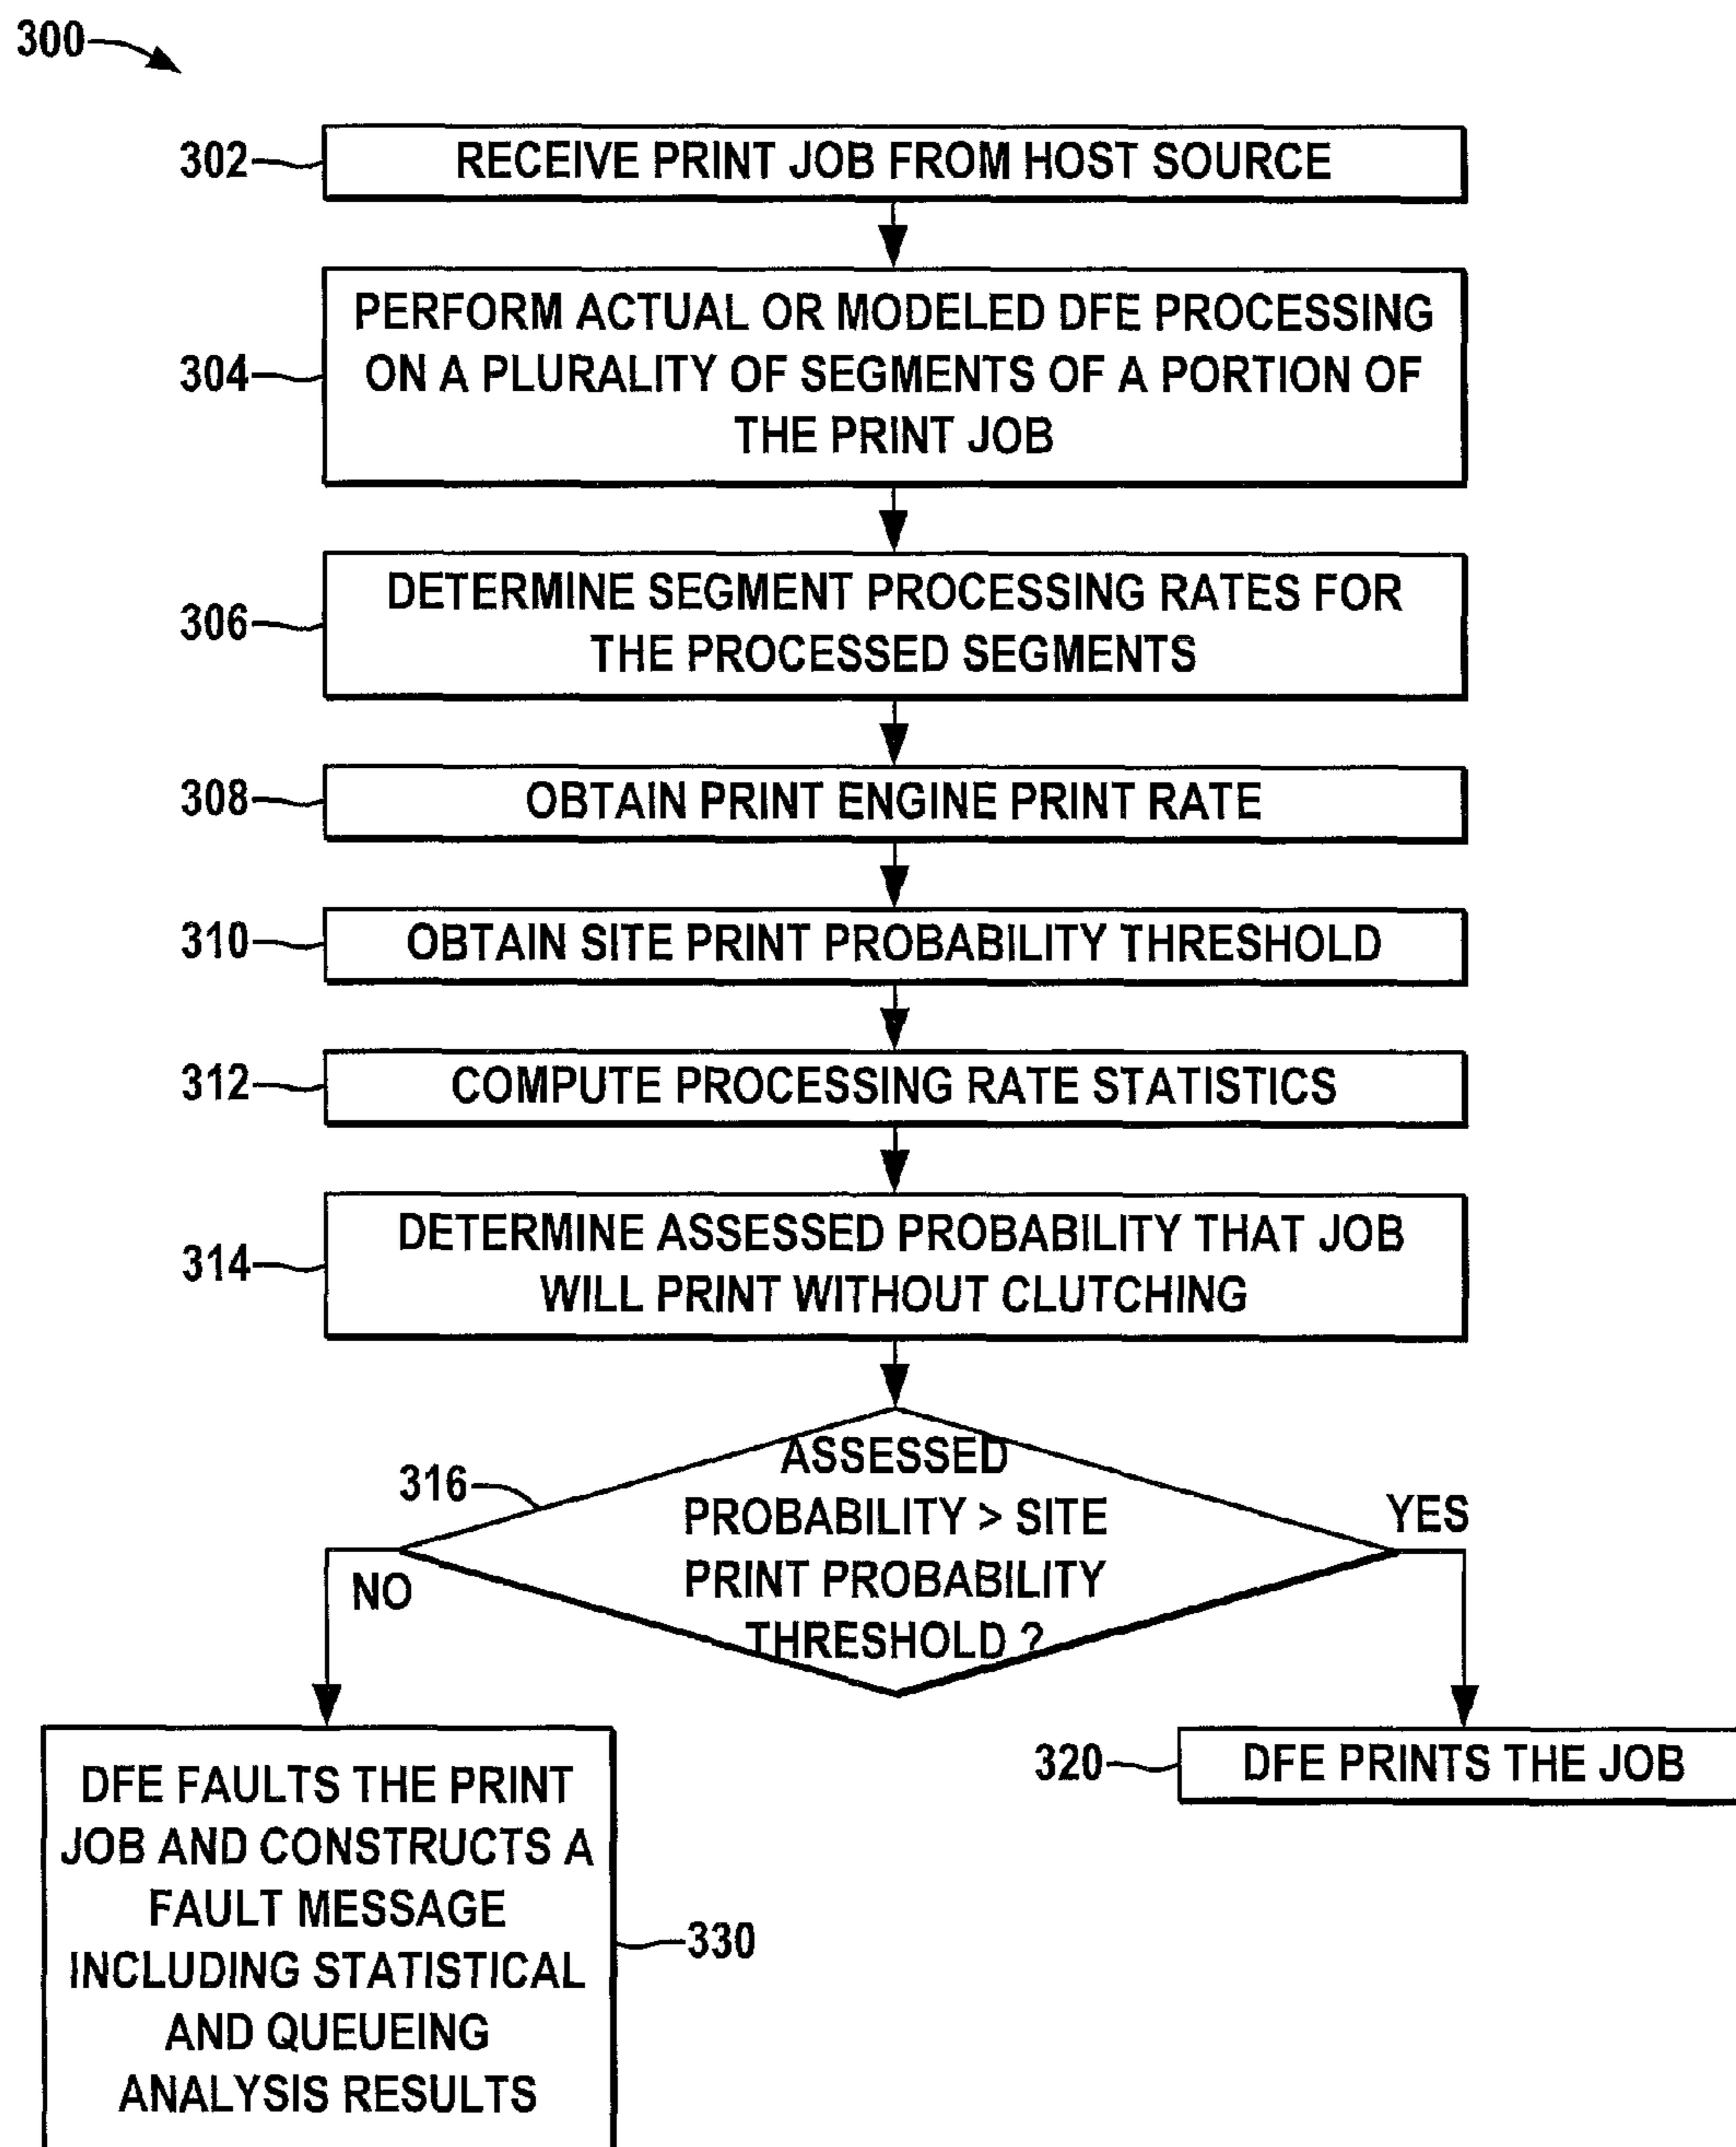 300
302
RECEIVE PRINT JOB FROM HOST SOURCE
304
PERFORM ACTUAL OR MODELED DFE PROCESSING
ON A PLURALITY OF SEGMENTS OF A PORTION OF
THE PRINT JOB
306
DETERMINE SEGMENT PROCESSING RATES FOR
THE PROCESSED SEGMENTS
308
OBTAIN PRINT ENGINE PRINT RATE
310
OBTAIN SITE PRINT PROBABILITY THRESHOLD
312
COMPUTE PROCESSING RATE STATISTICS
314
DETERMINE ASSESSED PROBABILITY THAT JOB
WILL PRINT WITHOUT CLUTCHING
316
ASSESSED
PROBABILITY > SITE
PRINT PROBABILITY
THRESHOLD ?
YES
NO
320
DFE PRINTS THE JOB
DFE FAULTS THE PRINT
JOB AND CONSTRUCTS A
FAULT MESSAGE
INCLUDING STATISTICAL
AND QUEUEING
ANALYSIS RESULTS
330